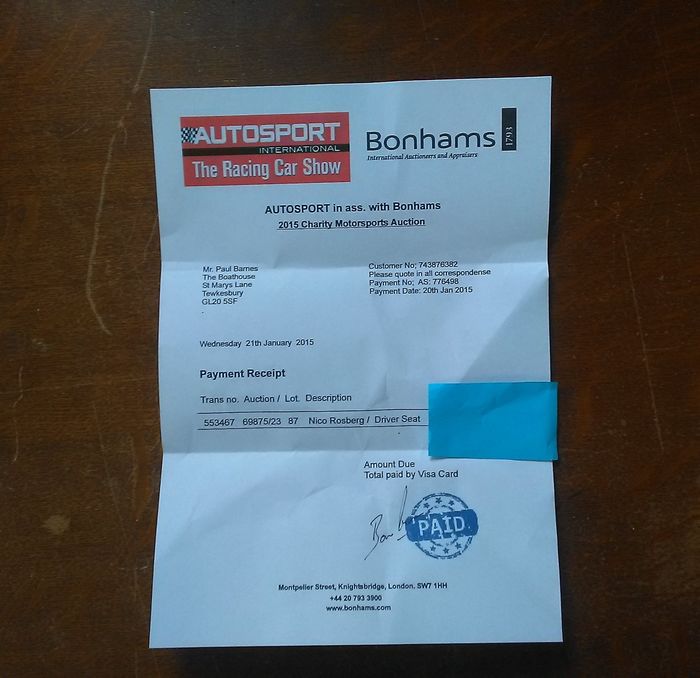 AUTOSPORT
INTERNATIONAL
The Racing Car Show
Bonhams
1793
International Auctioneers and Appraisers
AUTOSPORT in ass. with Bonhams
2015 Charity Motorsports Auction
Mr. Paul Barnes
The Boathouse
St Marys Lane
Tewkesbury
GL20 5SF
Customer No; 743876382
Please quote in all correspondense
Payment No; AS: 776498
Payment Date: 20th Jan 2015
Wednesday 21th January 2015
Payment Receipt
Trans no. Auction / Lot. Description
553467 69875/23 87 Nico Rosberg / Driver Seat
Amount Due
Total paid by Visa Card
PAID
Montpelier Street, Knightsbridge, London. SW7 1HH
+44 20 793 3900
www.bonhams.com